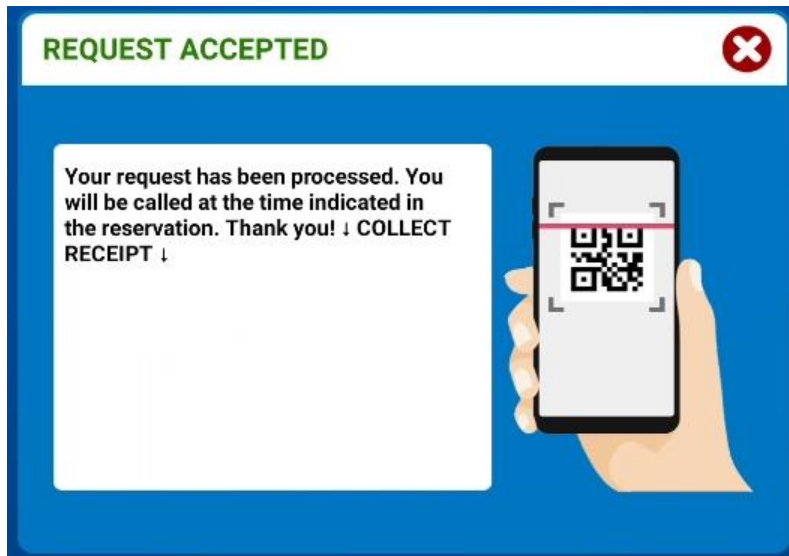 REQUEST ACCEPTED
Your request has been processed. You
will be called at the time indicated in
the reservation. Thank you! ↓ COLLECT
RECEIPT ↓